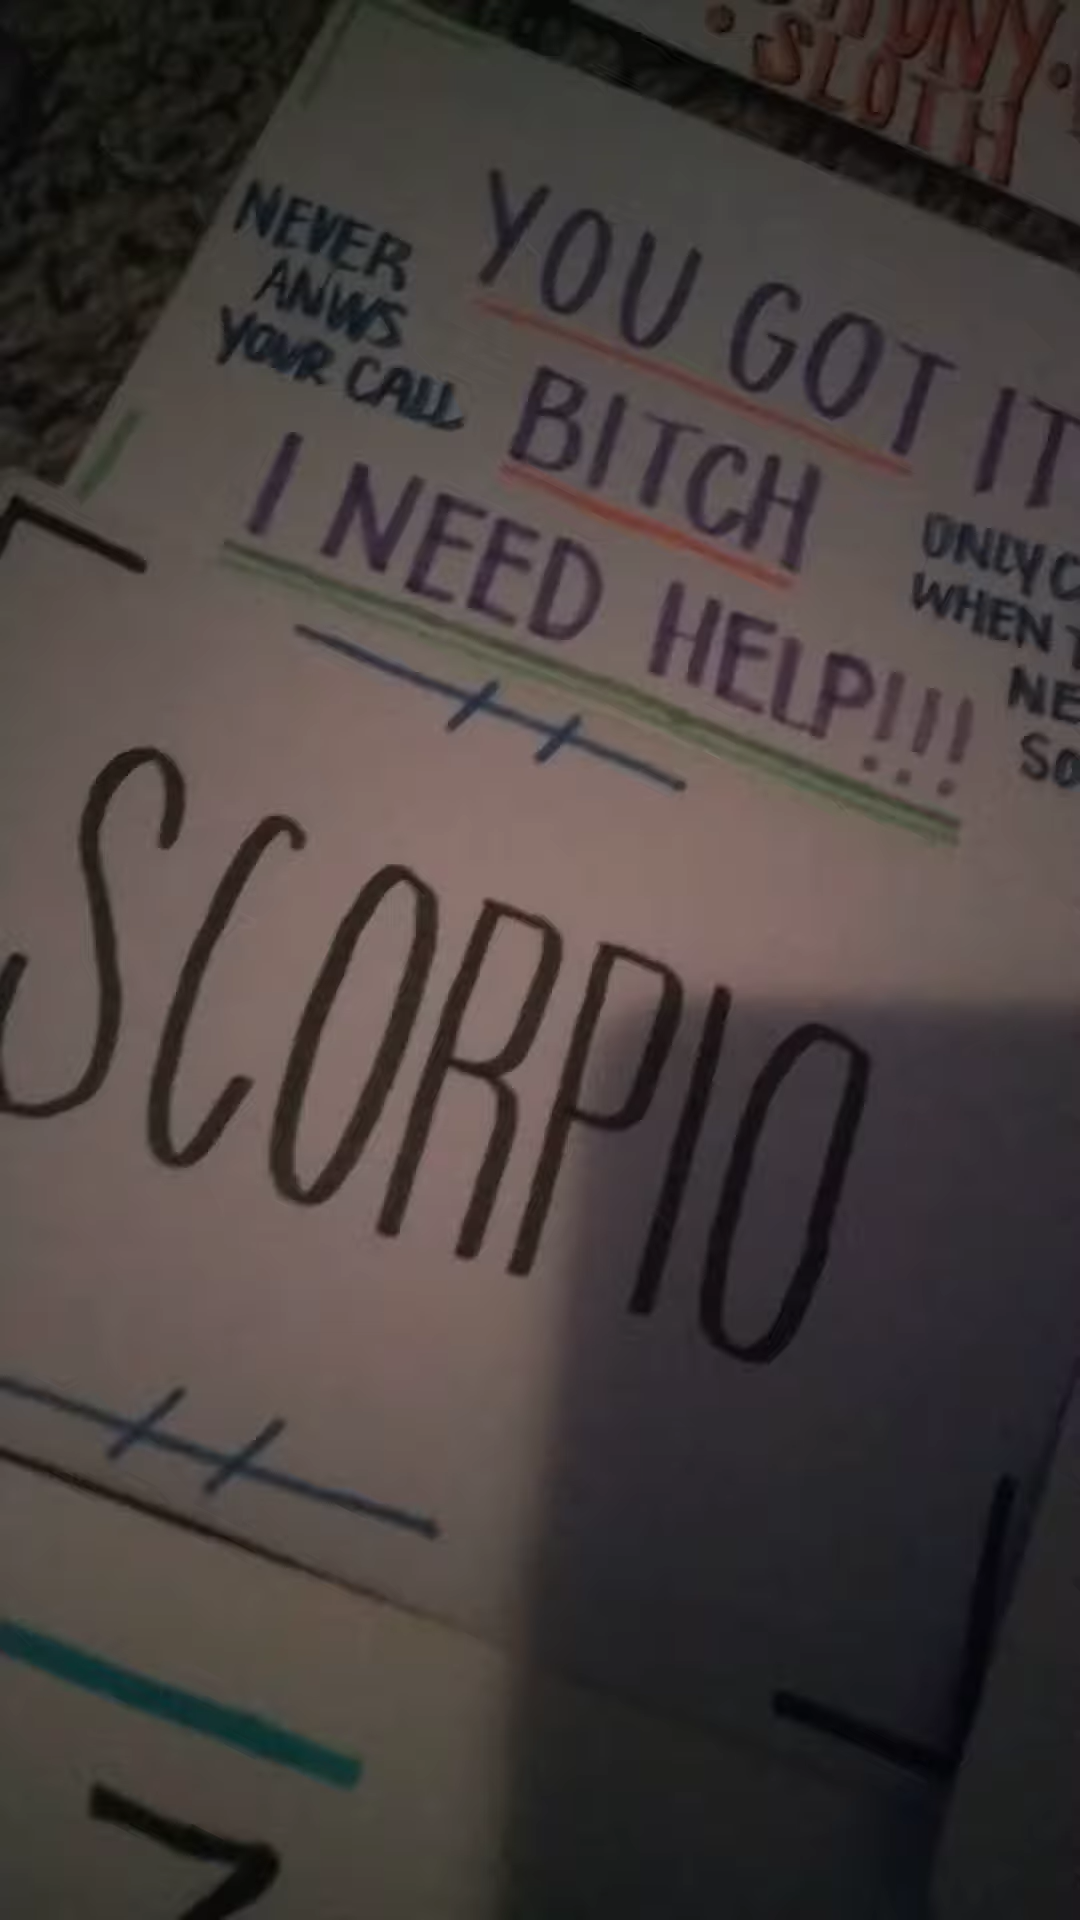 SLOTH
YOU GOT IT
BITCH
I NEED HELP!!!
NEVER
ANWS
YOUR CALL
ONLY
WHEN
SCORPIO